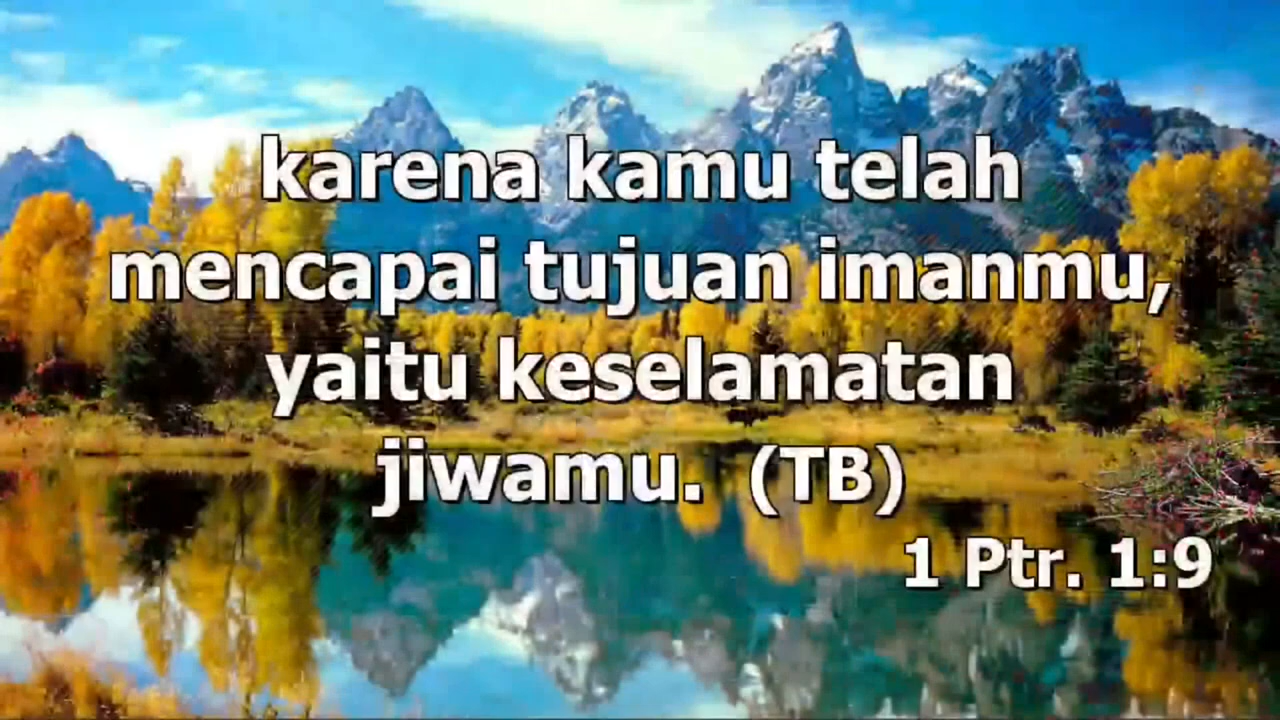 karena kamu telah
mencapai tujuan imanmu,
yaitu keselamatan
jiwamu. (TB)
1 Ptr. 1:9